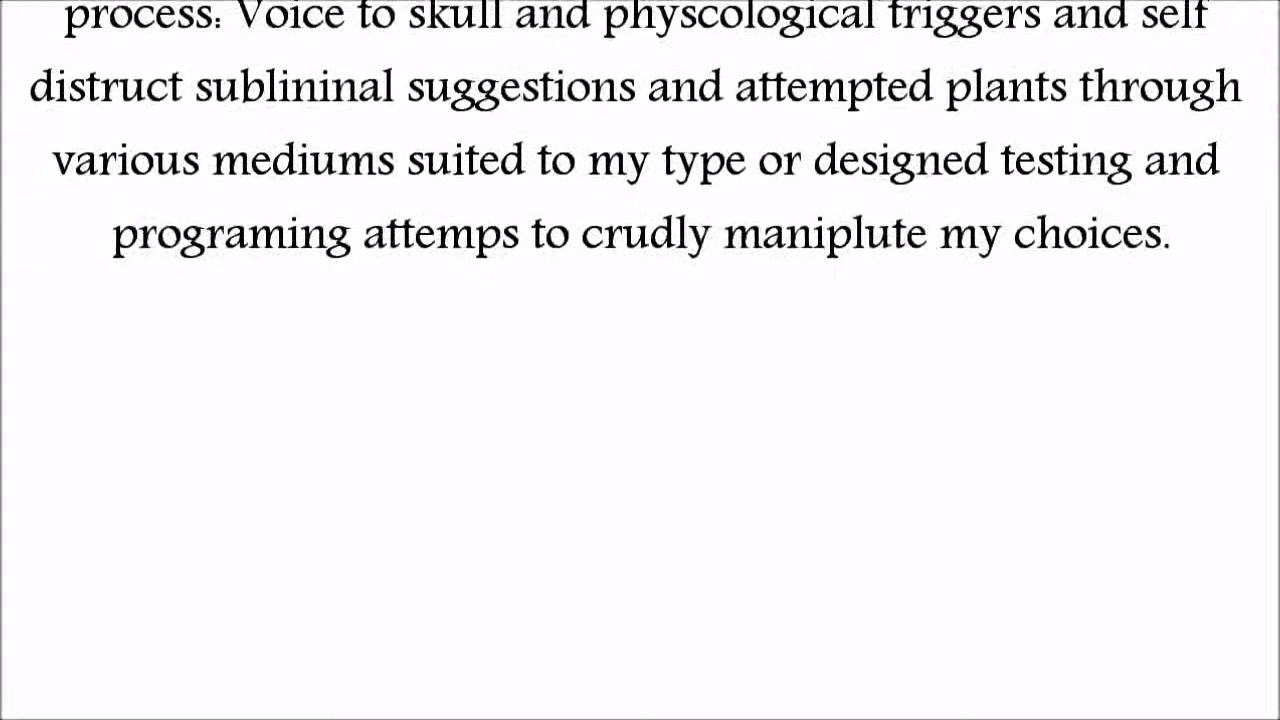 process: Voice to skull and physcological triggers and self
distruct sublininal suggestions and attempted plants through
various mediums suited to my type or designed testing and
programing attemps to crudly maniplute my choices.